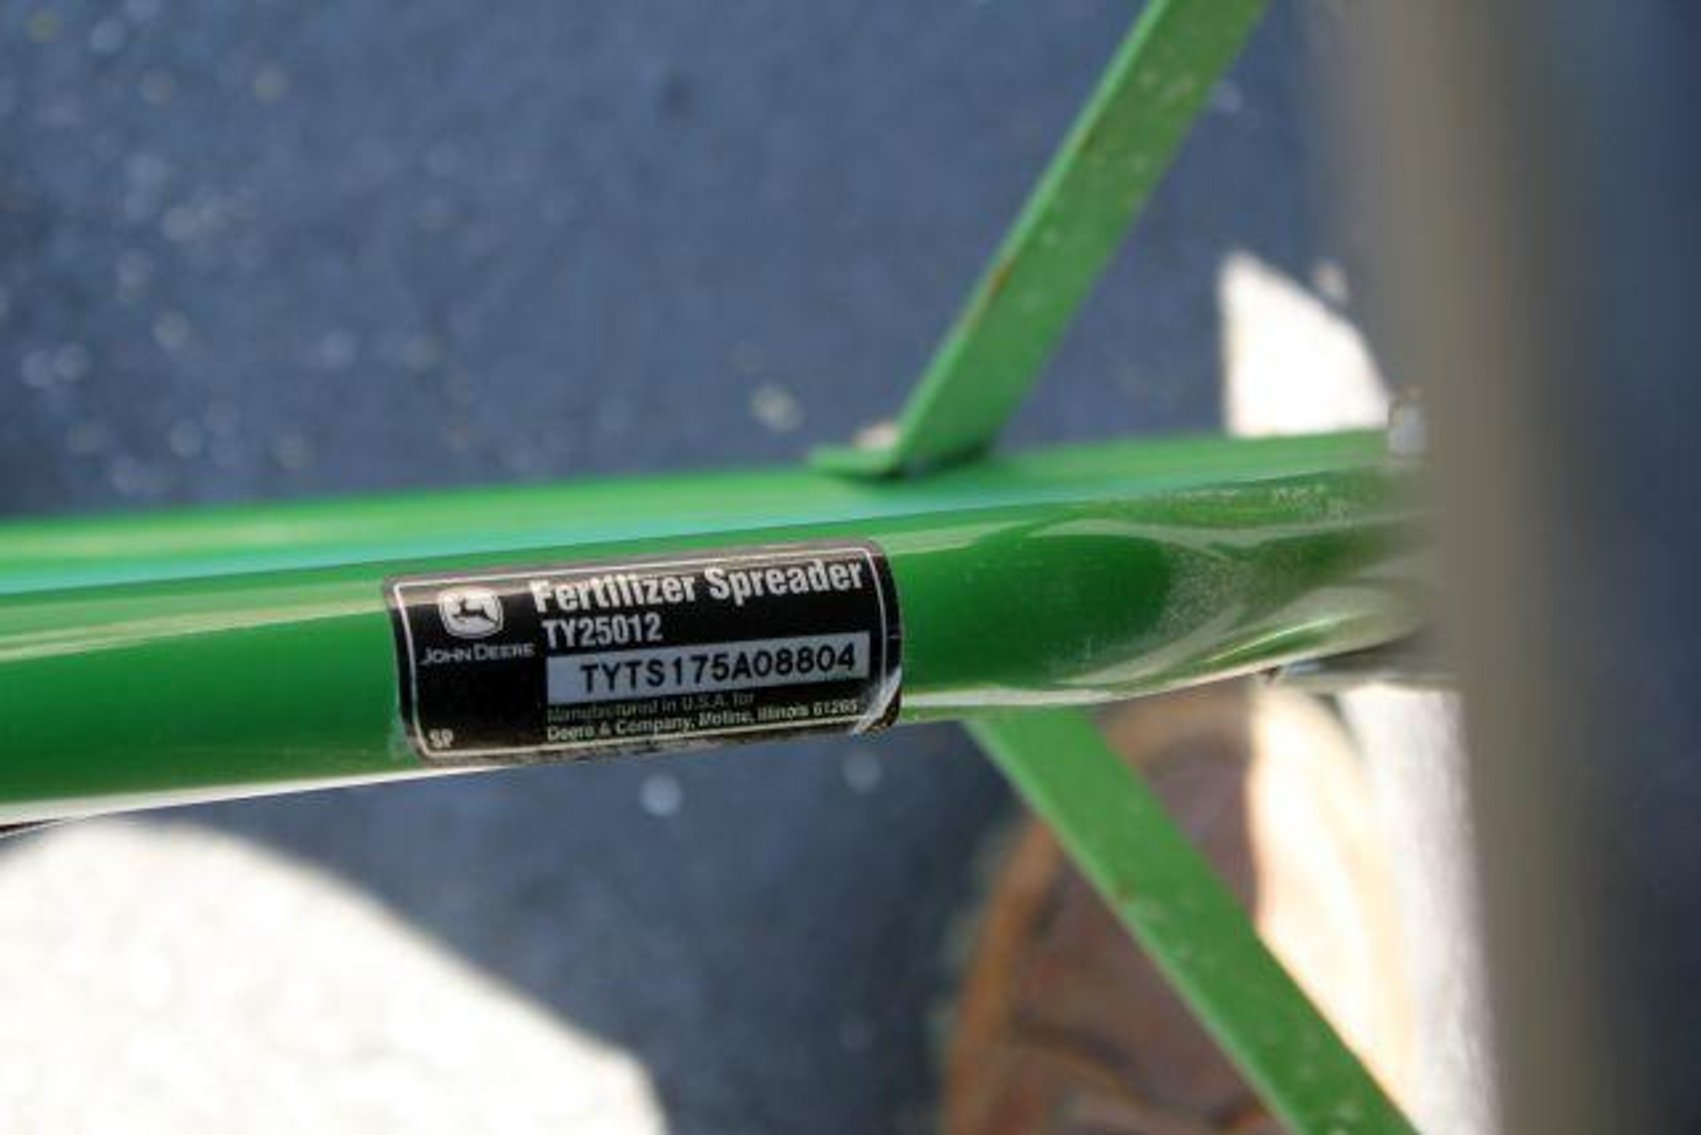 Fertilizer Spreader
TY25012
JOHN DEERE
TYTS175A08804
Manufactured in U.S.A. for
Deere & Company, Moline, Illinois 61265
SP